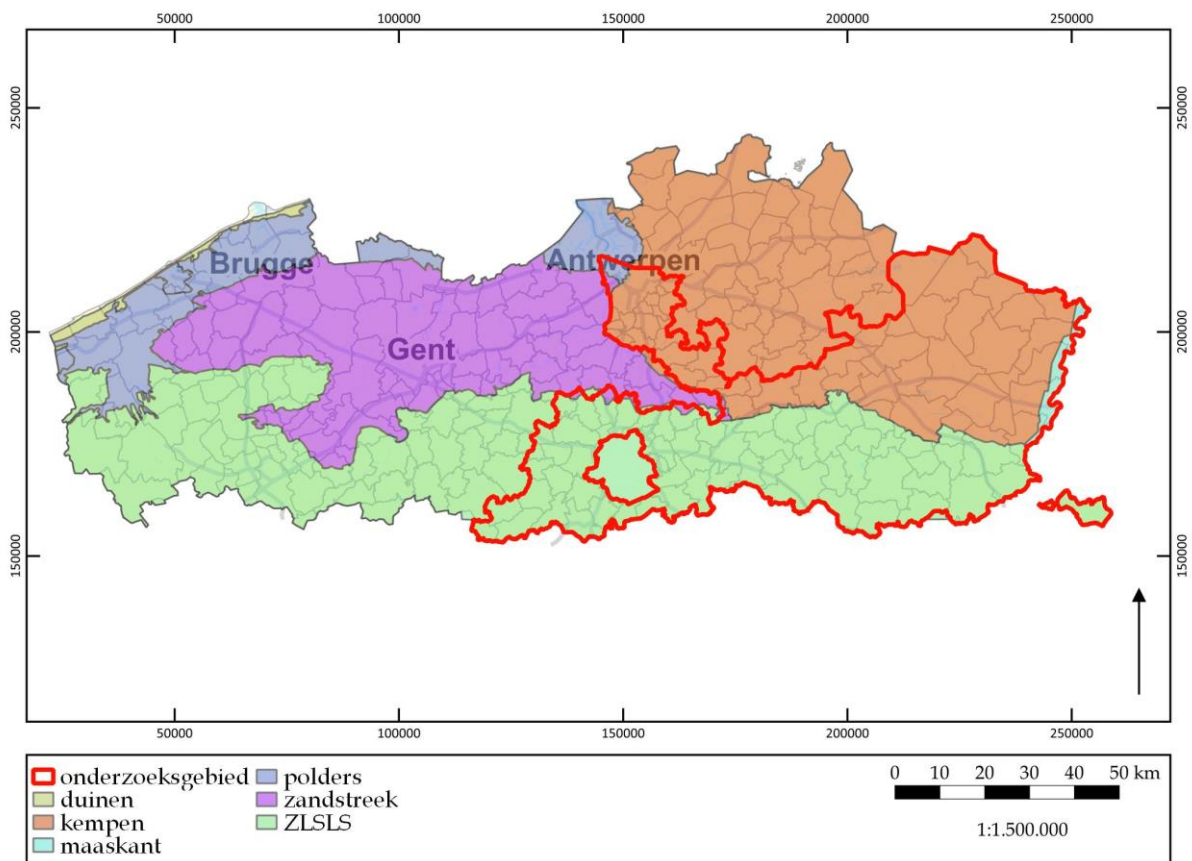 50000 100000 150000 200000 250000
250000 250000
Brugge Antwerpen
Gent
200000 200000
150000 150000
50000 100000 150000 200000 250000
onderzoeksgebied polders
duinen zandstreek
kempen ZLSLS
maaskant
0 10 20 30 40 50 km
1:1.500.000